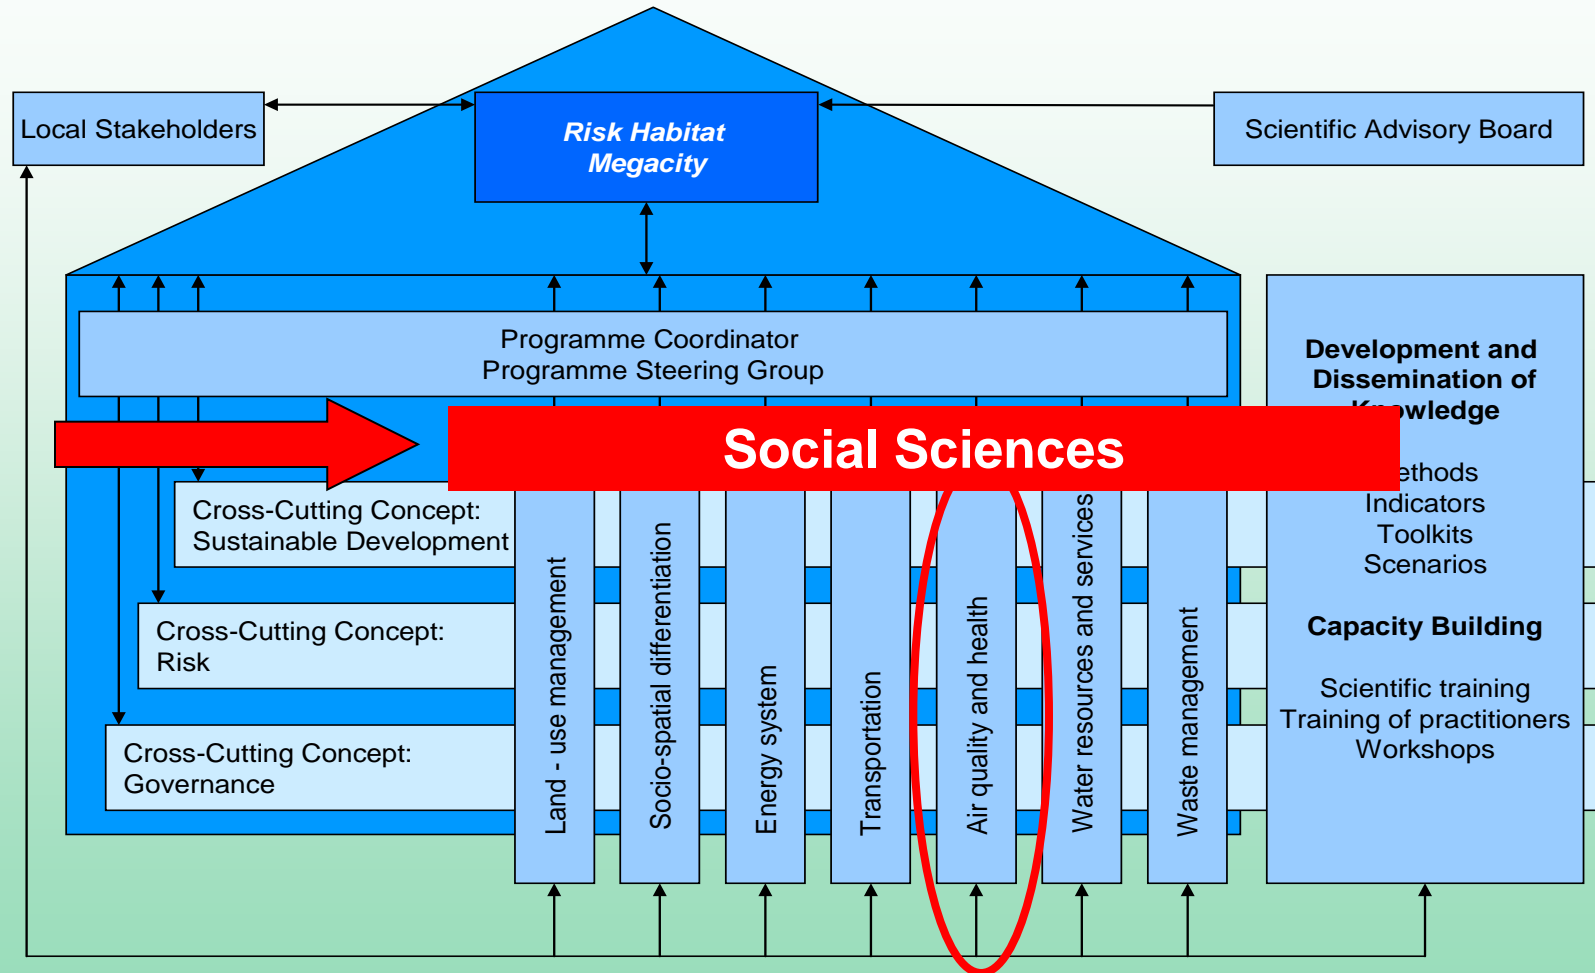 Local Stakeholders
Risk Habitat
Megacity
Scientific Advisory Board
Programme Coordinator
Programme Steering Group
Social Sciences
Cross-Cutting Concept:
Sustainable Development
Cross-Cutting Concept:
Risk
Cross-Cutting Concept:
Governance
Land - use management
Socio-spatial differentiation
Energy system
Transportation
Air quality and health
Water resources and services
Waste management
Development and
Dissemination of
Knowledge
Methods
Indicators
Toolkits
Scenarios
Capacity Building
Scientific training
Training of practitioners
Workshops